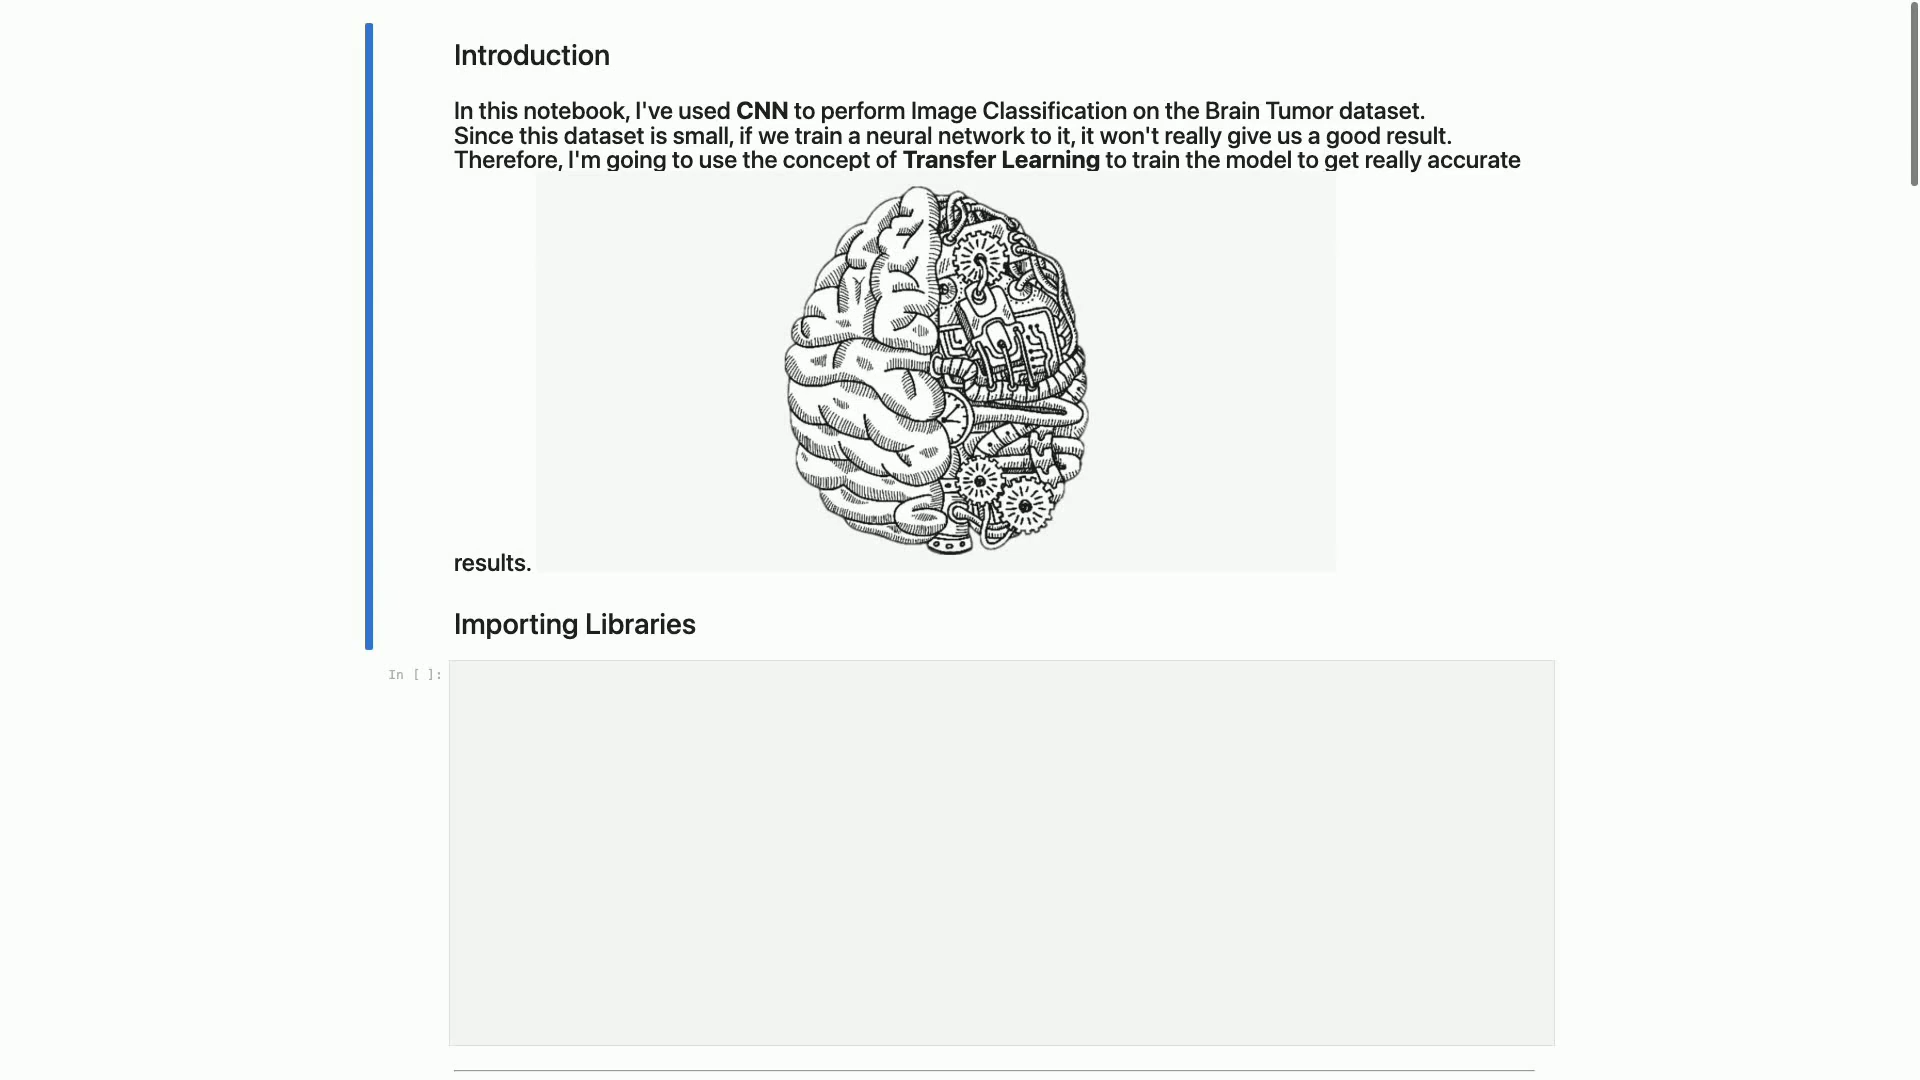 Introduction
In this notebook, I've used CNN to perform Image Classification on the Brain Tumor dataset.
Since this dataset is small, if we train a neural network to it, it won't really give us a good result.
Therefore, I'm going to use the concept of Transfer Learning to train the model to get really accurate
results.
Importing Libraries
In [ ]: